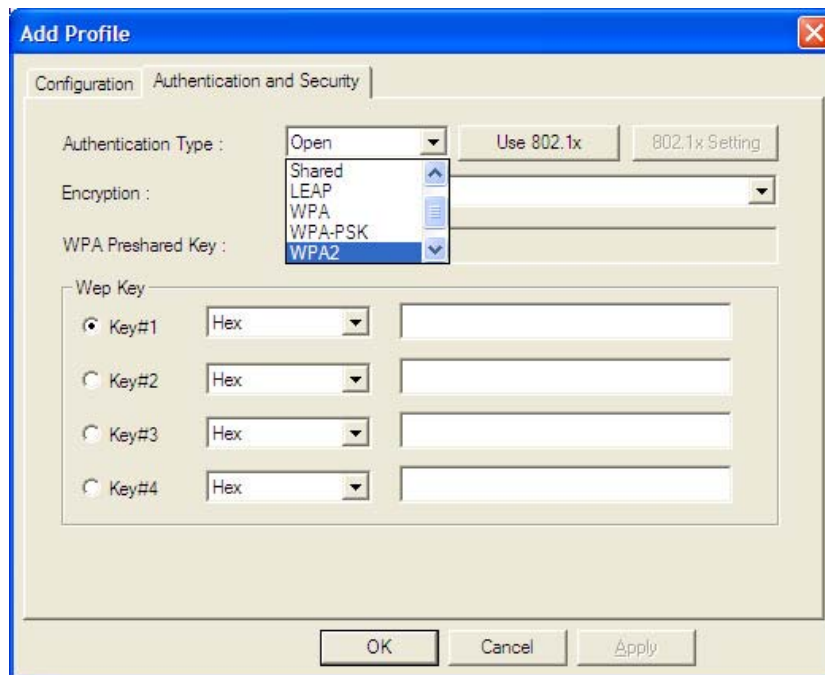 Add Profile
Configuration Authentication and Security
Authentication Type : Open Use 802.1x 802.1x Setting
Shared
LEAP
WPA
WPA-PSK
WPA2
Encryption :
WPA Preshared Key :
Wep Key
Key#1 Hex
Key#2 Hex
Key#3 Hex
Key#4 Hex
OK Cancel Apply